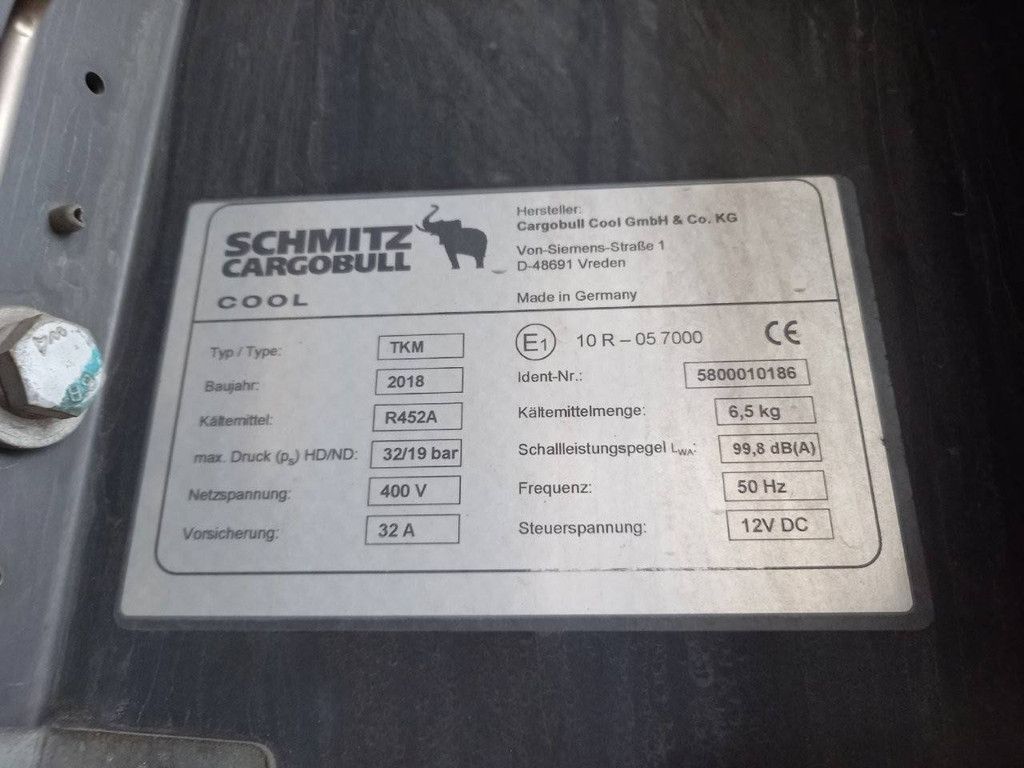 SCHMITZ
CARGOBULL
COOL
Hersteller:
Cargobull Cool GmbH & Co. KG
Von-Siemens-Straße 1
D-48691 Vreden
Made in Germany
Typ / Type: TKM
Baujahr: 2018
Kältemittel: R452A
max. Druck (ps) HD/ND: 32/19 bar
Netzspannung: 400 V
Vorsicherung: 32 A
E1 10 R – 05 7000 CE
Ident-Nr.: 5800010186
Kältemittelmenge: 6,5 kg
Schallleistungspegel LWA: 99,8 dB(A)
Frequenz: 50 Hz
Steuerspannung: 12V DC